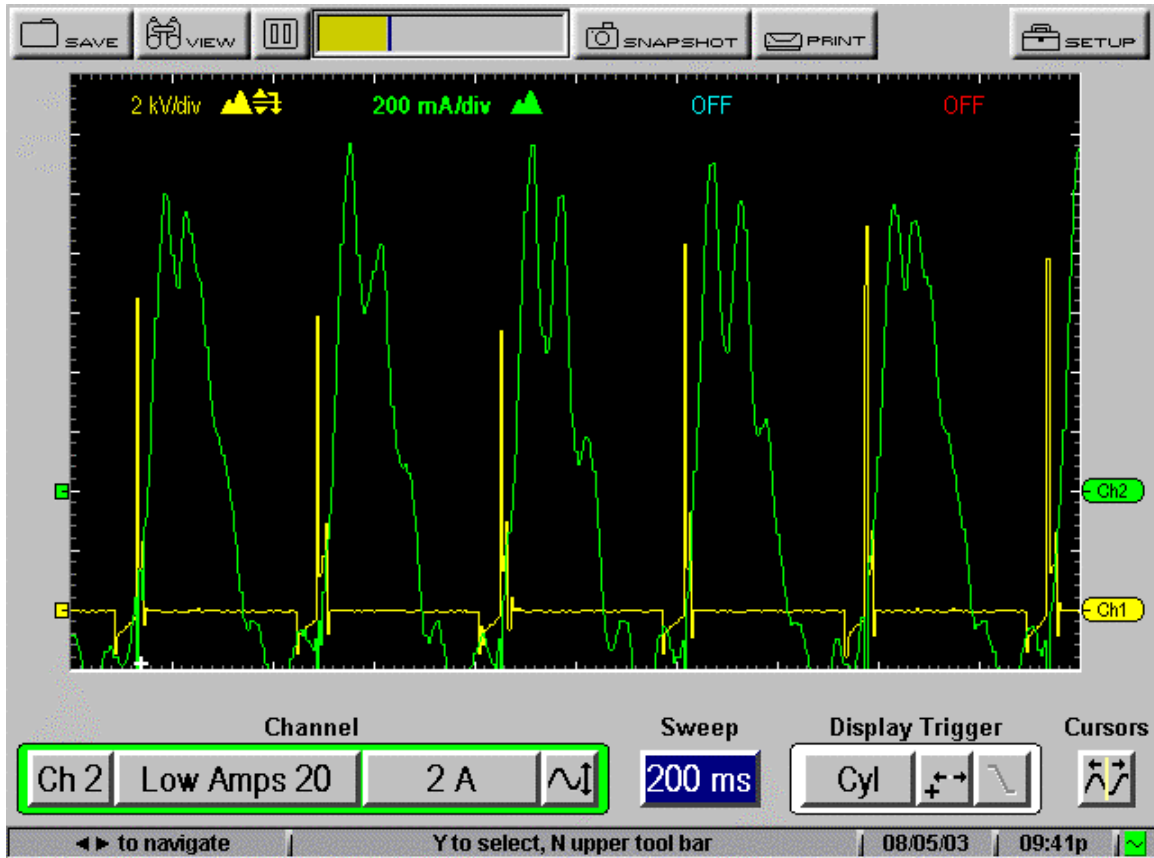 SAVE VIEW SNAPSHOT PRINT SETUP
2 kV/div 200 mA/div OFF OFF
Ch2
Ch1
Channel Sweep Display Trigger Cursors
Ch 2 Low Amps 20 2 A 200 ms Cyl
to navigate Y to select, N upper tool bar 08/05/03 09:41p